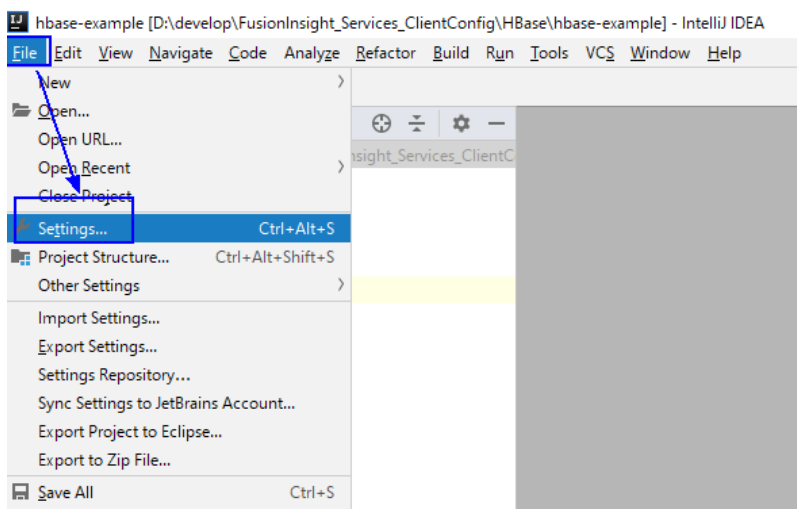 IJ hbase-example [D:\develop\FusionInsight_Services_ClientConfig\HBase\hbase-example] - IntelliJ IDEA
File Edit View Navigate Code Analyze Refactor Build Run Tools VCS Window Help
New
Open...
Open URL...
Open Recent
nsight_Services_ClientC
Close Project
Settings... Ctrl+Alt+S
Project Structure... Ctrl+Alt+Shift+S
Other Settings
Import Settings...
Export Settings...
Settings Repository...
Sync Settings to JetBrains Account...
Export Project to Eclipse...
Export to Zip File...
Save All Ctrl+S